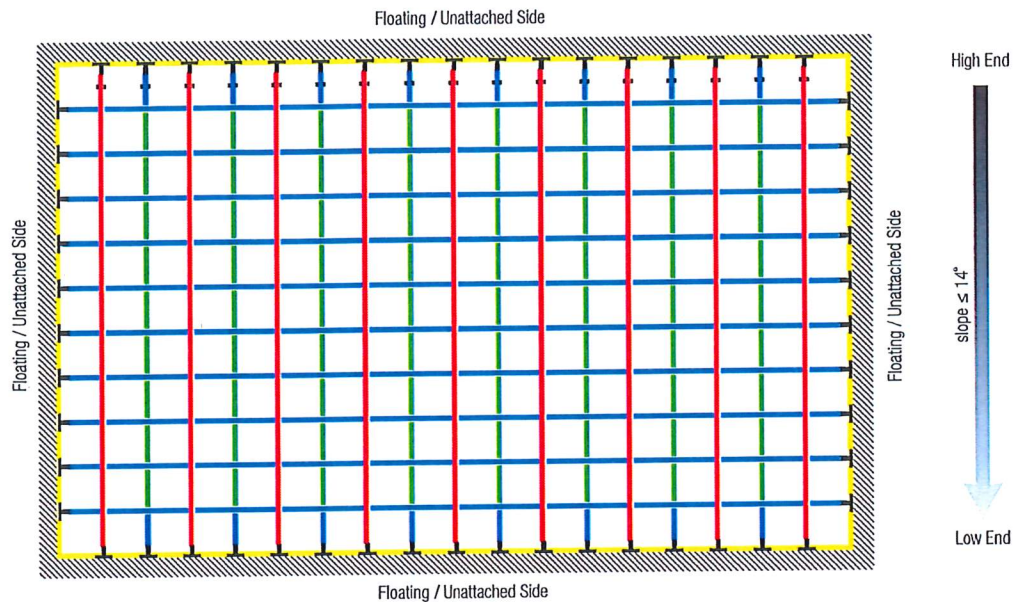 Floating / Unattached Side
High End
Floating / Unattached Side
Floating / Unattached Side
slope ≤ 14°
Low End
Floating / Unattached Side